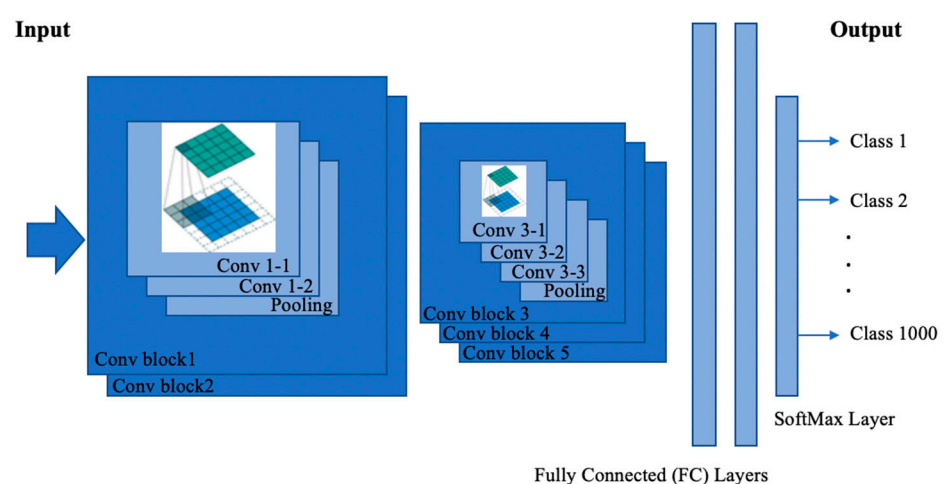 Input
Output
Conv 1-1
Conv 1-2
Pooling
Conv block1
Conv block2
Conv 3-1
Conv 3-2
Conv 3-3
Pooling
Conv block 3
Conv block 4
Conv block 5
Class 1
Class 2
.
.
.
Class 1000
SoftMax Layer
Fully Connected (FC) Layers